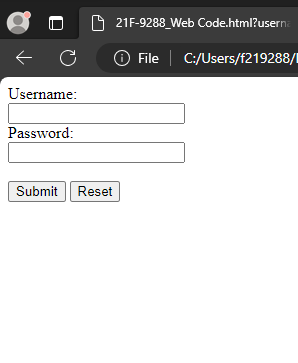 21F-9288_Web Code.html?userna
File
C:/Users/f219288/
Username:
Password:
Submit
Reset